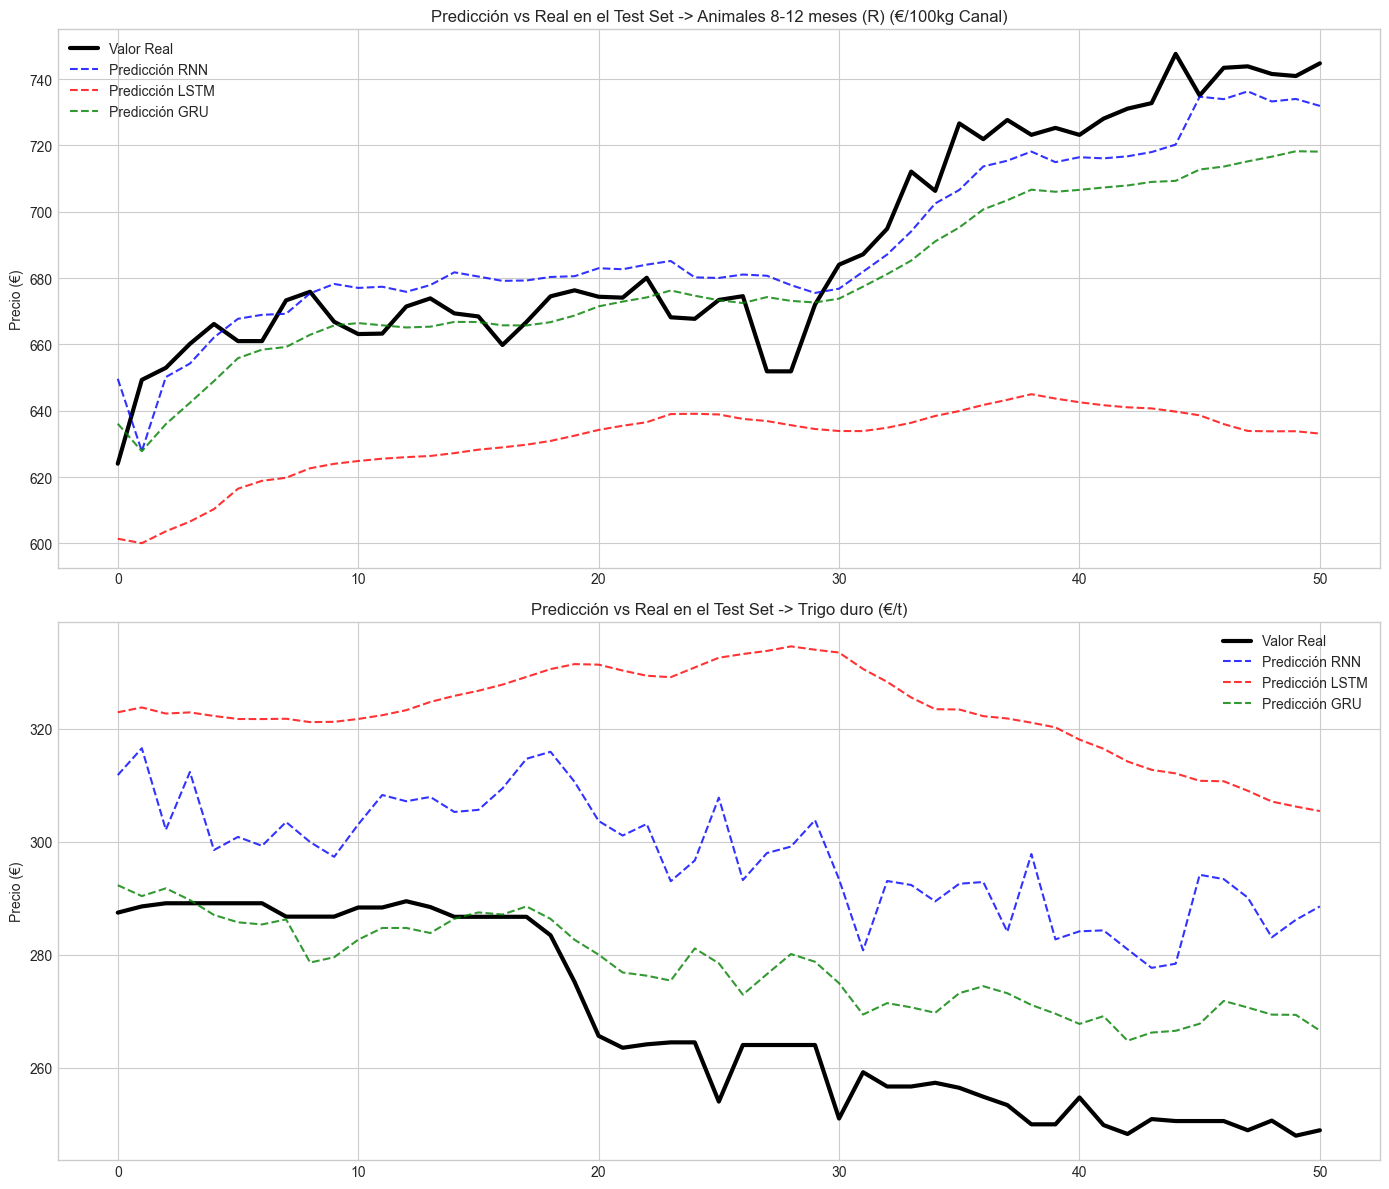 Predicción vs Real en el Test Set -> Animales 8-12 meses (R) (€/100kg Canal)
Valor Real
Predicción RNN
Predicción LSTM
Predicción GRU
Precio (€)
740
720
700
680
660
640
620
600
0 10 20 30 40 50
Predicción vs Real en el Test Set -> Trigo duro (€/t)
Valor Real
Predicción RNN
Predicción LSTM
Predicción GRU
Precio (€)
320
300
280
260
0 10 20 30 40 50